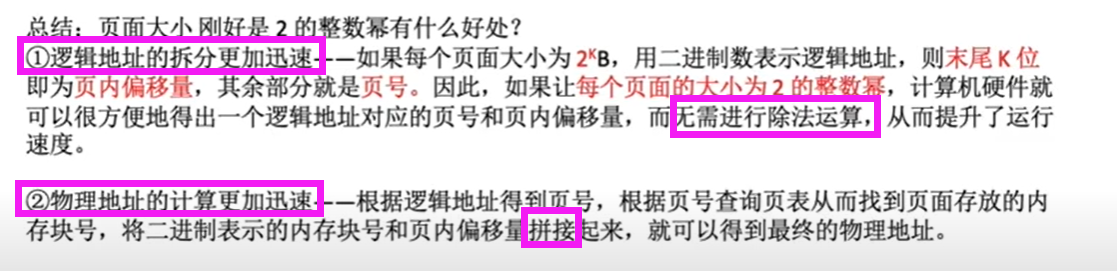 总结：页面大小 刚好是 2 的整数幂有什么好处？
①逻辑地址的拆分更加迅速——如果每个页面大小为 2ᴷB，用二进制数表示逻辑地址，则末尾 K 位
即为页内偏移量，其余部分就是页号。因此，如果让每个页面的大小为 2 的整数幂，计算机硬件就
可以很方便地得出一个逻辑地址对应的页号和页内偏移量，而无需进行除法运算，从而提升了运行
速度。
②物理地址的计算更加迅速——根据逻辑地址得到页号，根据页号查询页表从而找到页面存放的内
存块号，将二进制表示的内存块号和页内偏移量拼接起来，就可以得到最终的物理地址。